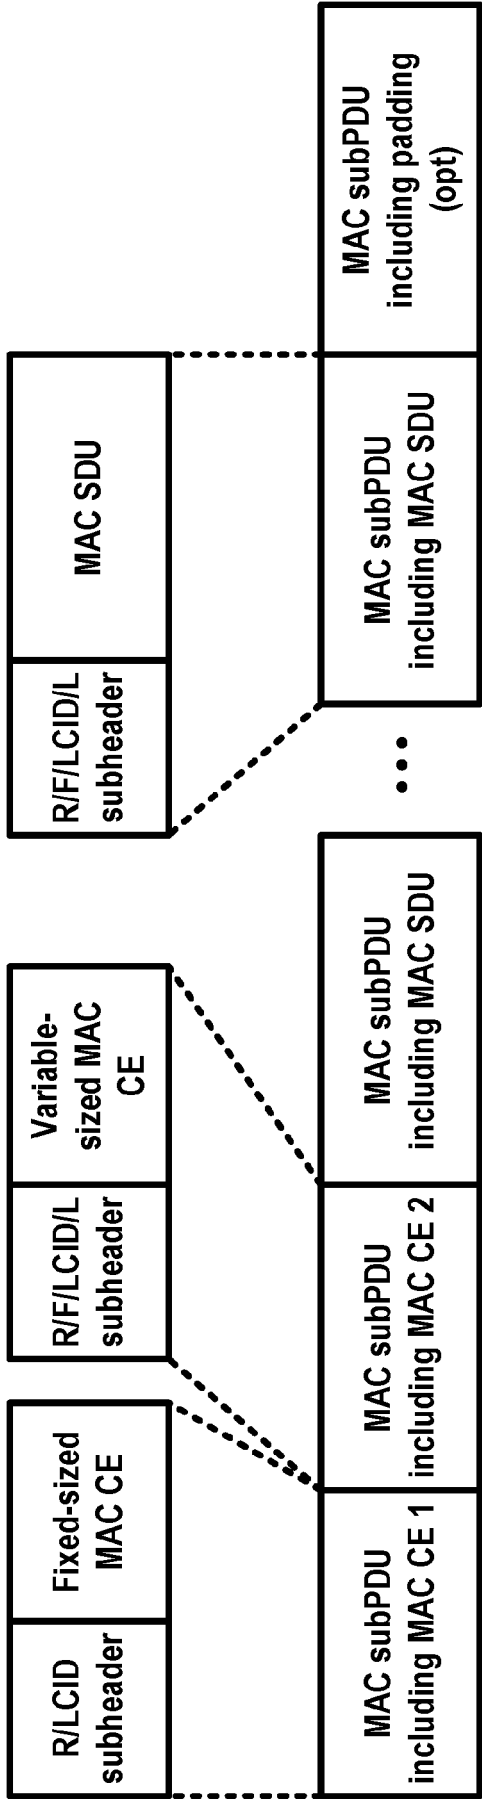 R/LCID
subheader
Fixed-sized
MAC CE
R/F/LCID/L
subheader
Variable-
sized MAC
CE
R/F/LCID/L
subheader
MAC SDU
MAC subPDU
including MAC CE 1
MAC subPDU
including MAC CE 2
MAC subPDU
including MAC SDU
...
MAC subPDU
including MAC SDU
MAC subPDU
including padding
(opt)